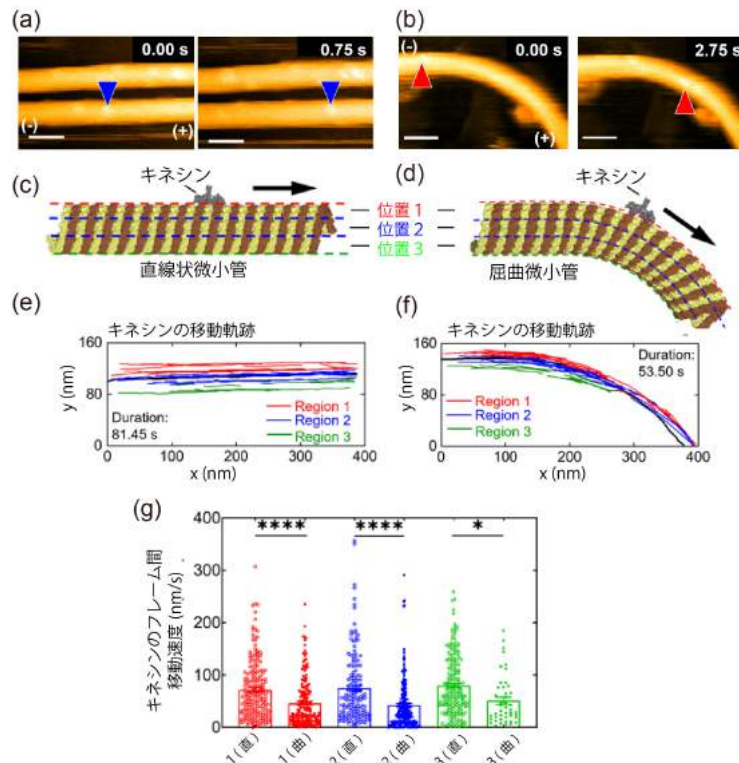 (a)
0.00 s
0.75 s
(-)
(+)
(b)
(-)
0.00 s
2.75 s
(+)
(c)
キネシン
直線状微小管
位置 1
位置 2
位置 3
(d)
キネシン
屈曲微小管
(e)
キネシンの移動軌跡
160
80
0
y (nm)
Duration:
81.45 s
Region 1
Region 2
Region 3
0 100 200 300 400
x (nm)
(f)
キネシンの移動軌跡
160
80
0
y (nm)
Duration:
53.50 s
Region 1
Region 2
Region 3
0 100 200 300 400
x (nm)
(g)
キネシンのフレーム間
移動速度 (nm/s)
400
300
200
100
0
****
****
*
1 (直)
1 (曲)
2 (直)
2 (曲)
3 (直)
3 (曲)